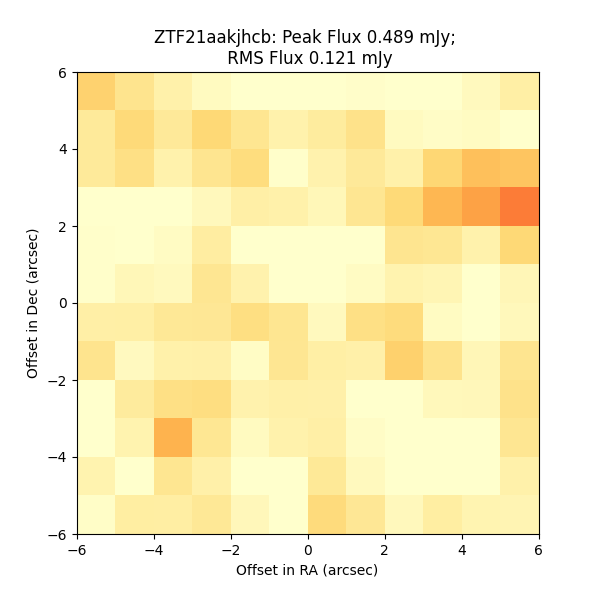 ZTF21aakjhcb: Peak Flux 0.489 mJy;
RMS Flux 0.121 mJy
6
4
2
0
−2
−4
−6
Offset in Dec (arcsec)
−6 −4 −2 0 2 4 6
Offset in RA (arcsec)